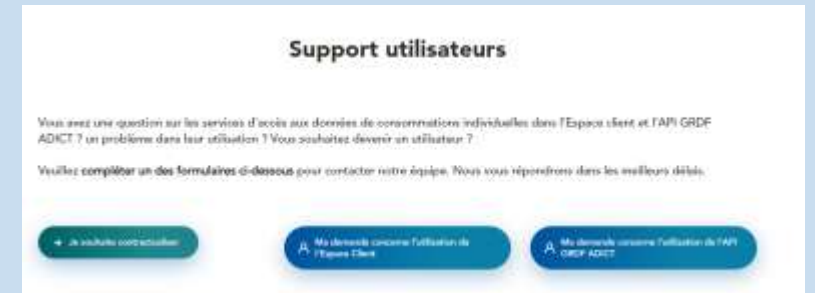 Support utilisateurs
Vous avez une question sur les services d'accès aux données de consommations individuelles dans l'Espace client et l'API GRDF
ADICT ? un problème dans leur utilisation ? Vous souhaitez devenir un utilisateur ?
Veuillez compléter un des formulaires ci-dessous pour contacter notre équipe. Nous vous répondrons dans les meilleurs délais.
Je souhaite contractualiser
Ma demande concerne l'utilisation de
l'Espace Client
Ma demande concerne l'utilisation de l'API
GRDF ADICT